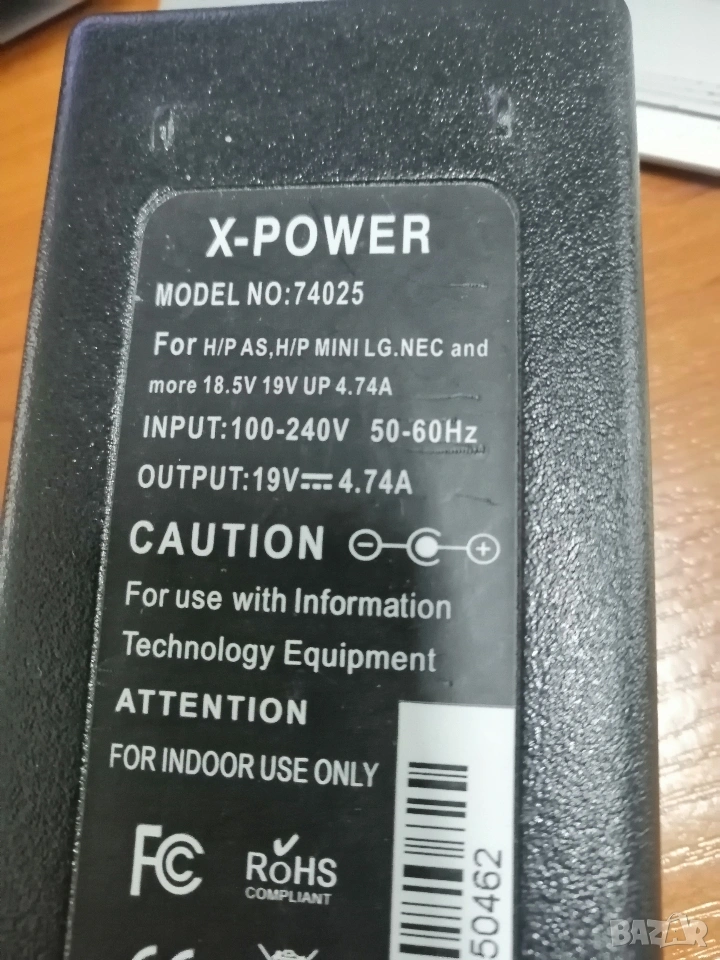 X-POWER
MODEL NO:74025
For H/P AS,H/P MINI LG.NEC and
more 18.5V 19V UP 4.74A
INPUT:100-240V 50-60Hz
OUTPUT:19V⎓4.74A
CAUTION
For use with Information
Technology Equipment
ATTENTION
FOR INDOOR USE ONLY
FC
RoHS
COMPLIANT
50462
BAZAR